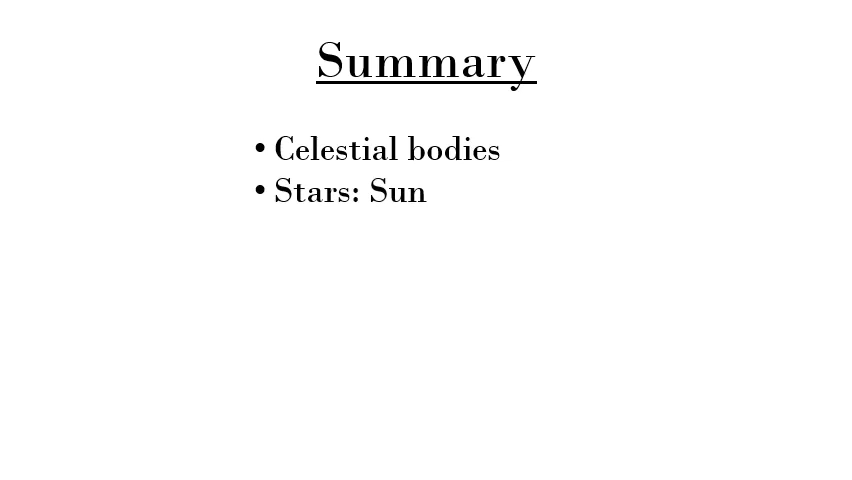 Summary
• Celestial bodies
• Stars: Sun